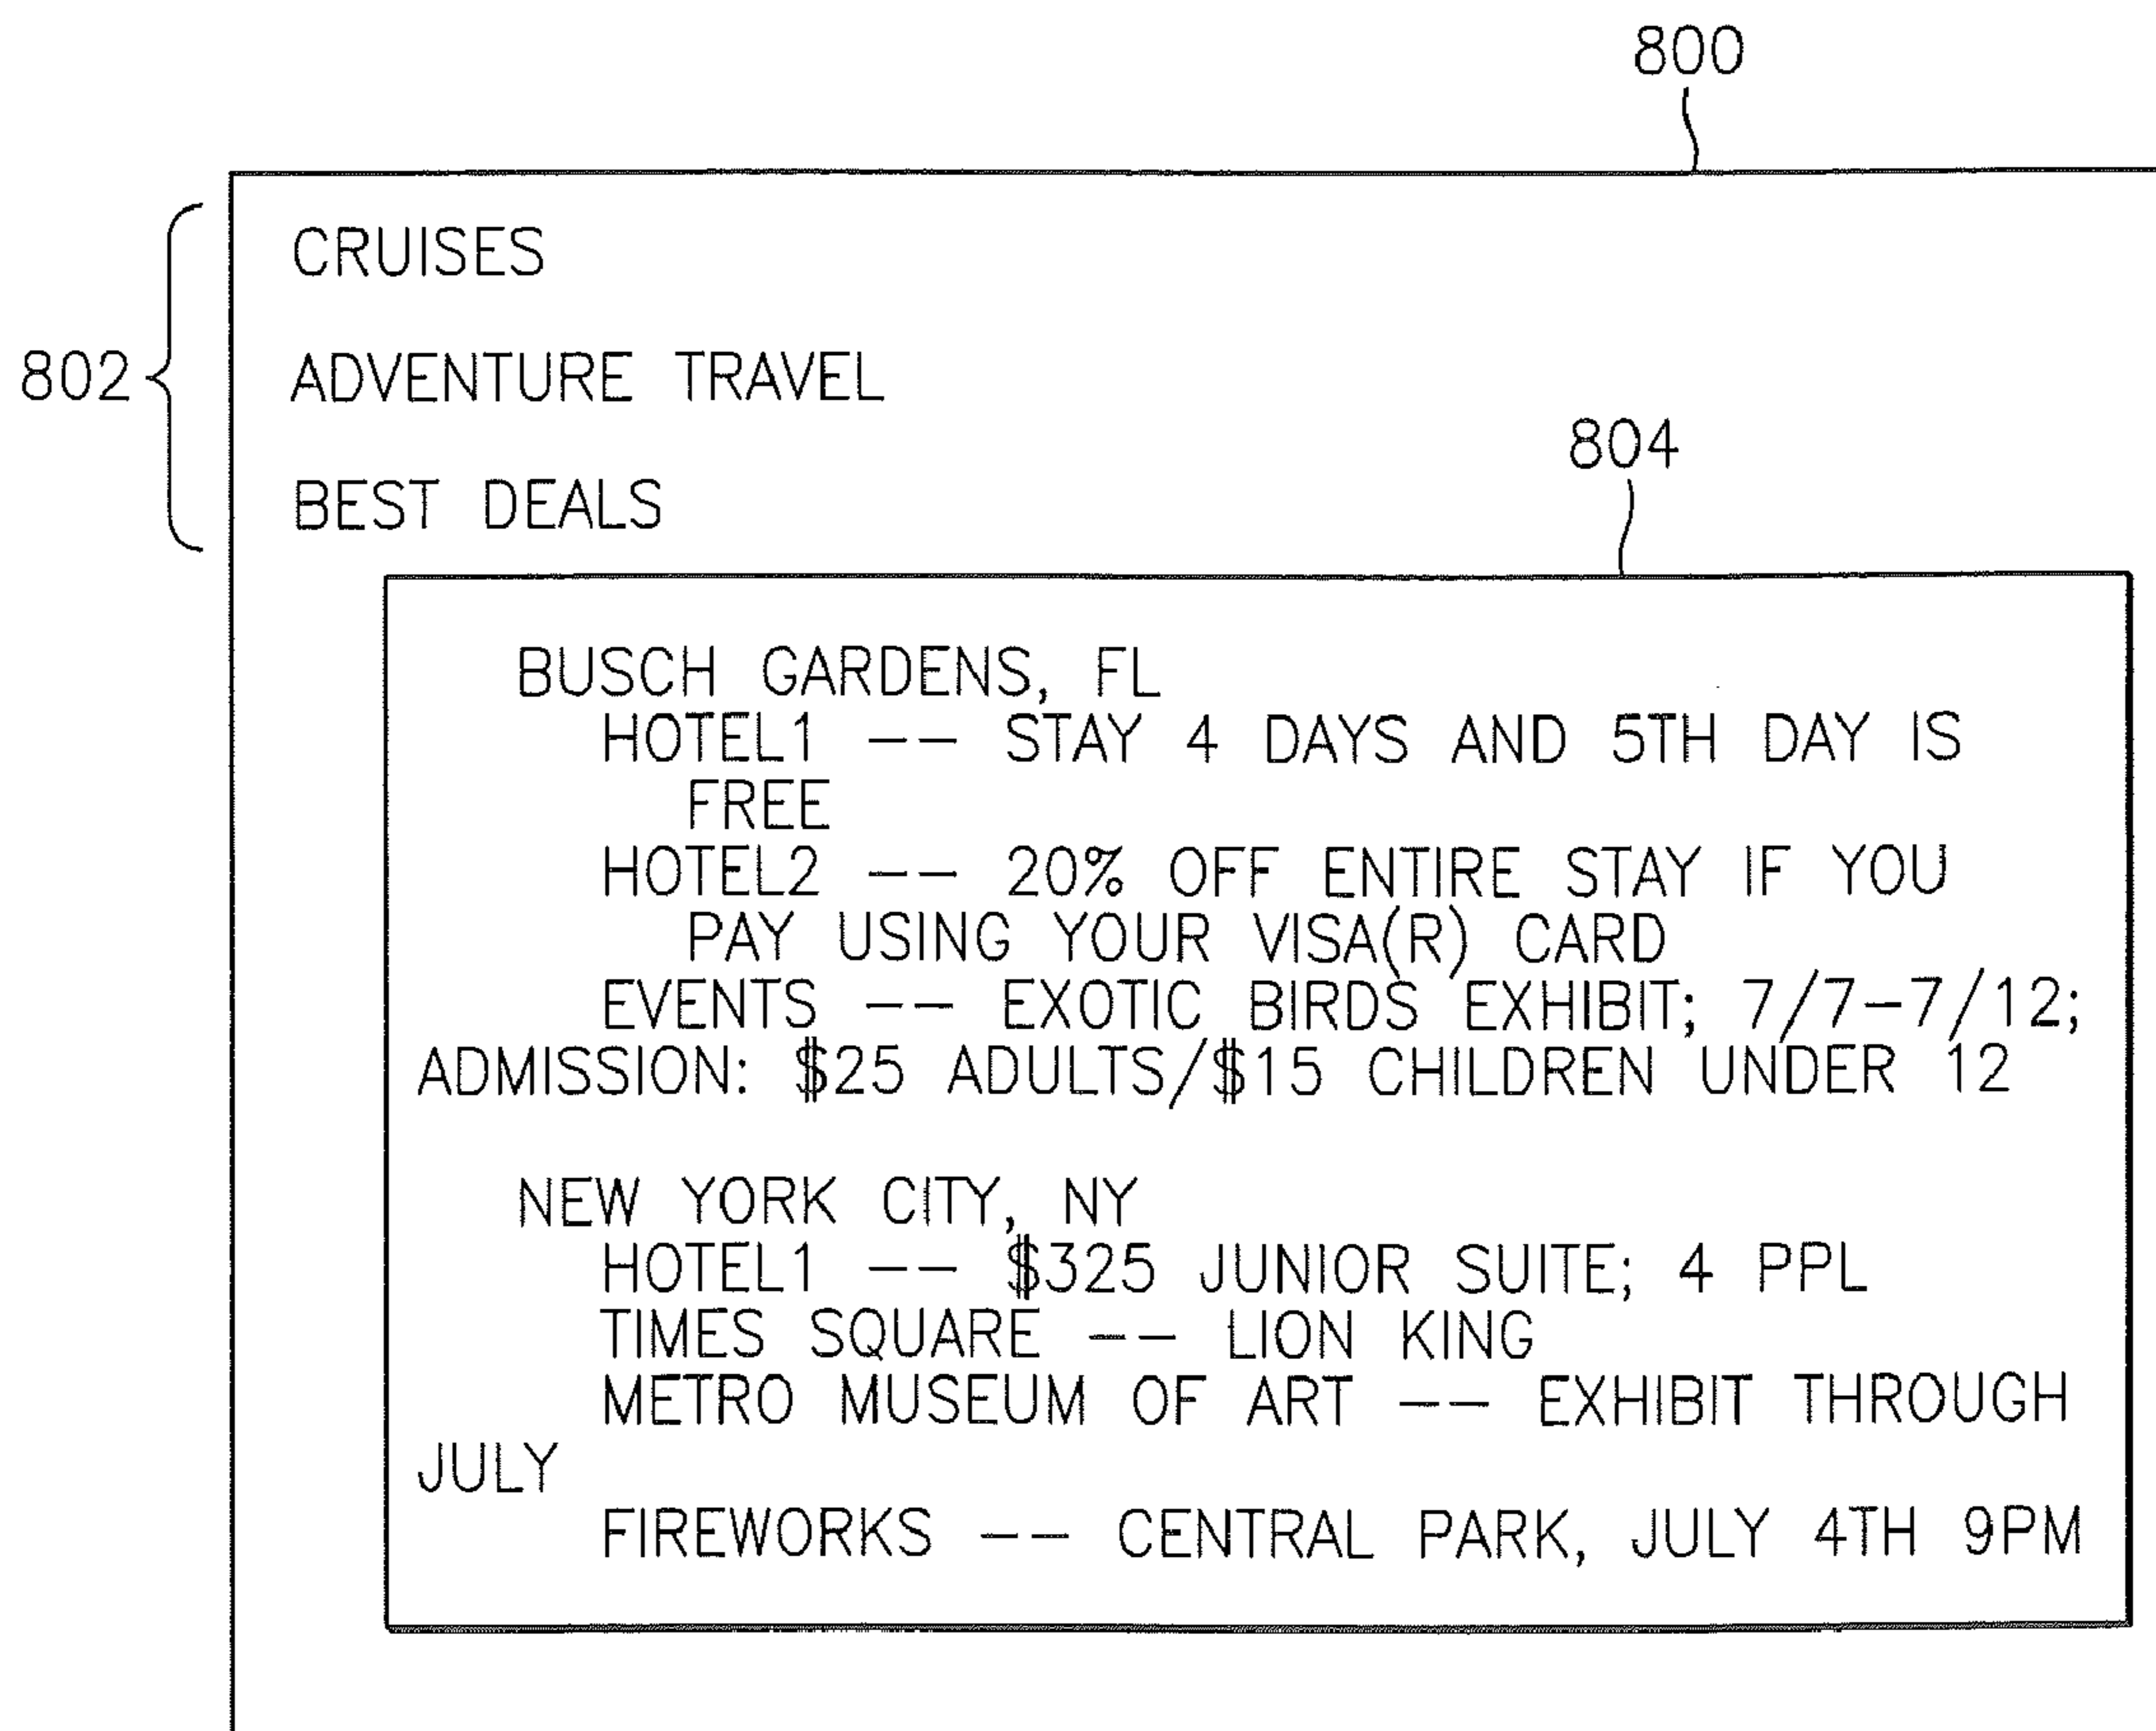 800
CRUISES
802
ADVENTURE TRAVEL
804
BEST DEALS
BUSCH GARDENS, FL
HOTEL1 -- STAY 4 DAYS AND 5TH DAY IS
FREE
HOTEL2 -- 20% OFF ENTIRE STAY IF YOU
PAY USING YOUR VISA(R) CARD
EVENTS -- EXOTIC BIRDS EXHIBIT; 7/7-7/12;
ADMISSION: $25 ADULTS/$15 CHILDREN UNDER 12
NEW YORK CITY, NY
HOTEL1 -- $325 JUNIOR SUITE; 4 PPL
TIMES SQUARE -- LION KING
METRO MUSEUM OF ART -- EXHIBIT THROUGH
JULY
FIREWORKS -- CENTRAL PARK, JULY 4TH 9PM